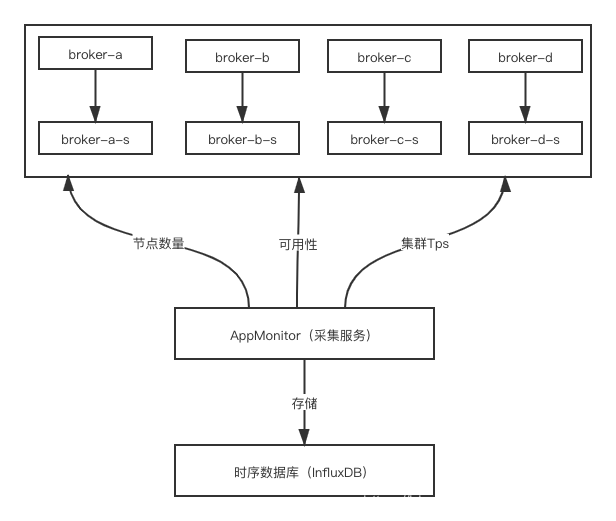 broker-a
broker-b
broker-c
broker-d
broker-a-s
broker-b-s
broker-c-s
broker-d-s
节点数量
可用性
集群Tps
AppMonitor（采集服务）
存储
时序数据库（InfluxDB）